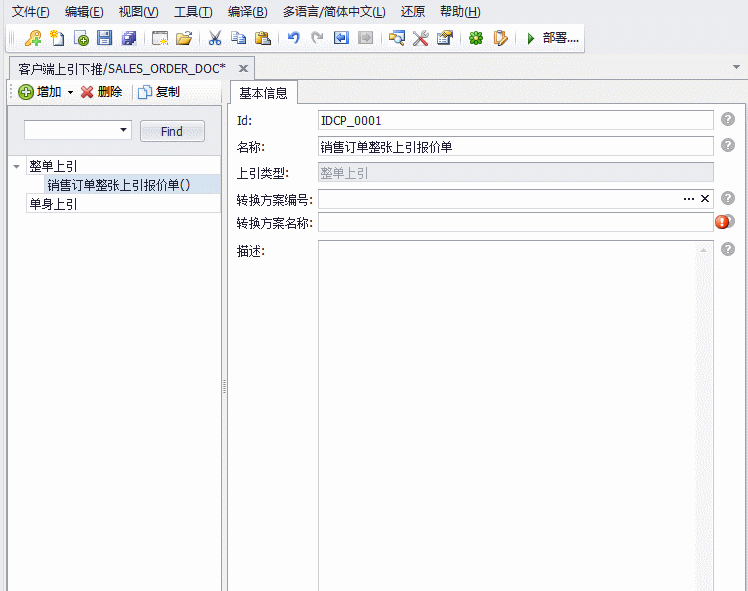 文件(F) 编辑(E) 视图(V) 工具(T) 编译(B) 多语言/简体中文(L) 还原 帮助(H)
部署....
客户端上引下推/SALES_ORDER_DOC*
增加 删除 复制
基本信息
Find
整单上引
销售订单整张上引报价单()
单身上引
Id: IDCP_0001
名称: 销售订单整张上引报价单
上引类型: 整单上引
转换方案编号:
转换方案名称:
描述: